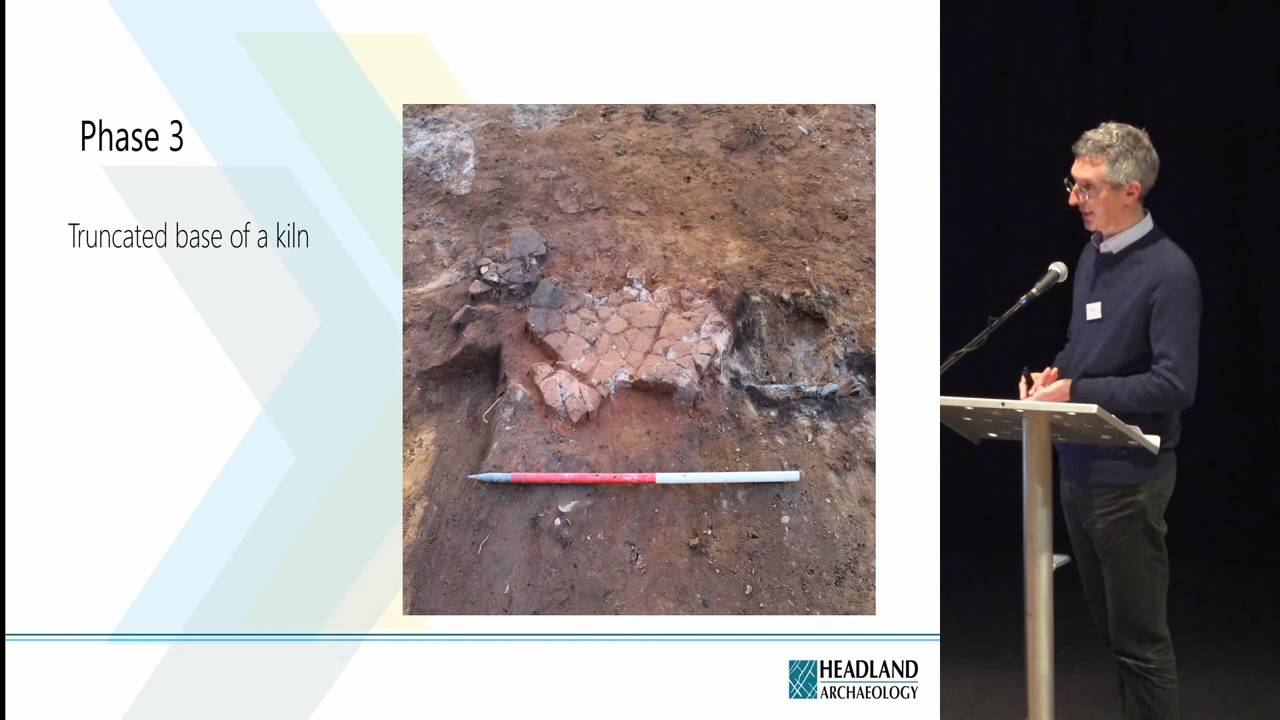 Phase 3
Truncated base of a kiln
HEADLAND
ARCHAEOLOGY